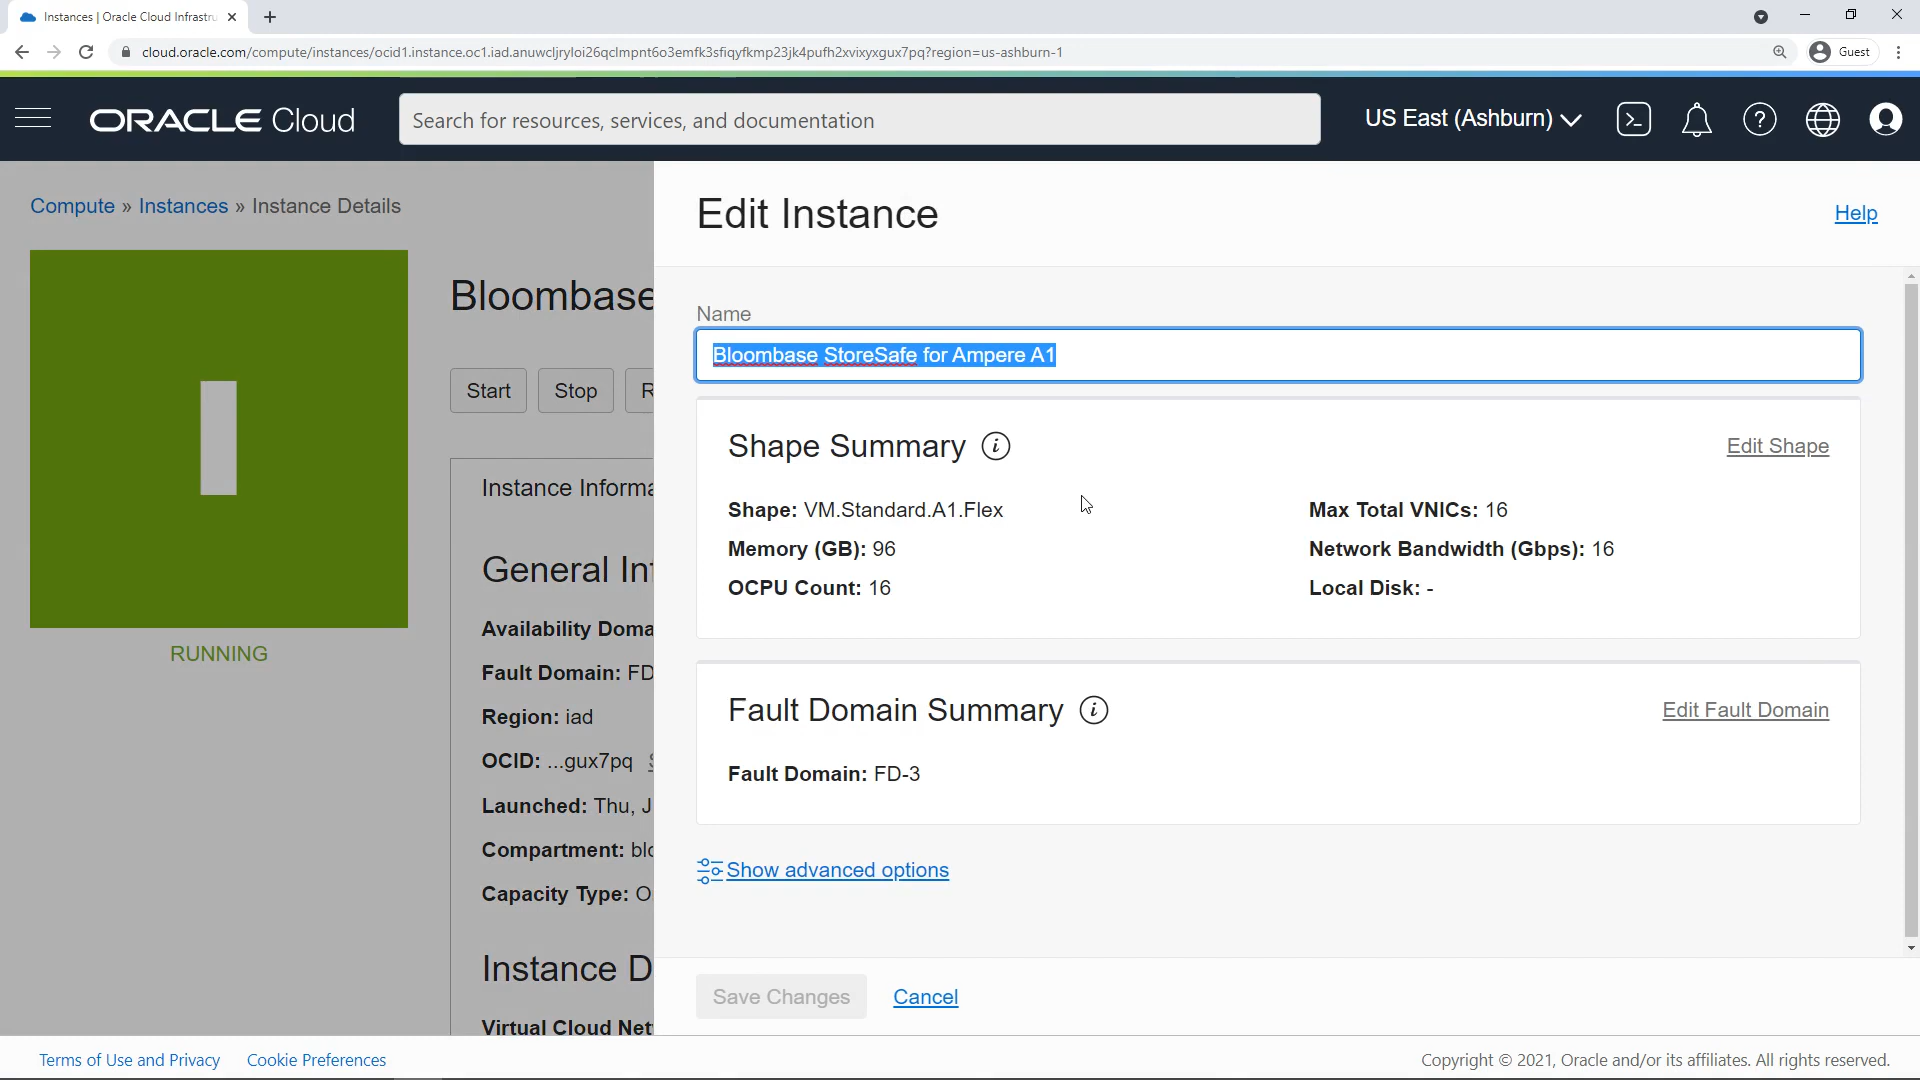 Instances | Oracle Cloud Infrastru
cloud.oracle.com/compute/instances/ocid1.instance.oc1.iad.anuwcljryloi26qclmpnt6o3emfk3sfiqyfkmp23jk4pufh2xvixyxgux7pq?region=us-ashburn-1
Guest
ORACLE Cloud
Search for resources, services, and documentation
US East (Ashburn)
Compute » Instances » Instance Details
RUNNING
Bloombase
Start
Stop
R
Instance Informa
General In
Availability Doma
Fault Domain: FD
Region: iad
OCID: ...gux7pq
Launched: Thu, J
Compartment: blo
Capacity Type: O
Instance D
Virtual Cloud Net
Edit Instance
Help
Name
Bloombase StoreSafe for Ampere A1
Shape Summary
Edit Shape
Shape: VM.Standard.A1.Flex
Memory (GB): 96
OCPU Count: 16
Max Total VNICs: 16
Network Bandwidth (Gbps): 16
Local Disk: -
Fault Domain Summary
Edit Fault Domain
Fault Domain: FD-3
Show advanced options
Save Changes
Cancel
Terms of Use and Privacy
Cookie Preferences
Copyright © 2021, Oracle and/or its affiliates. All rights reserved.